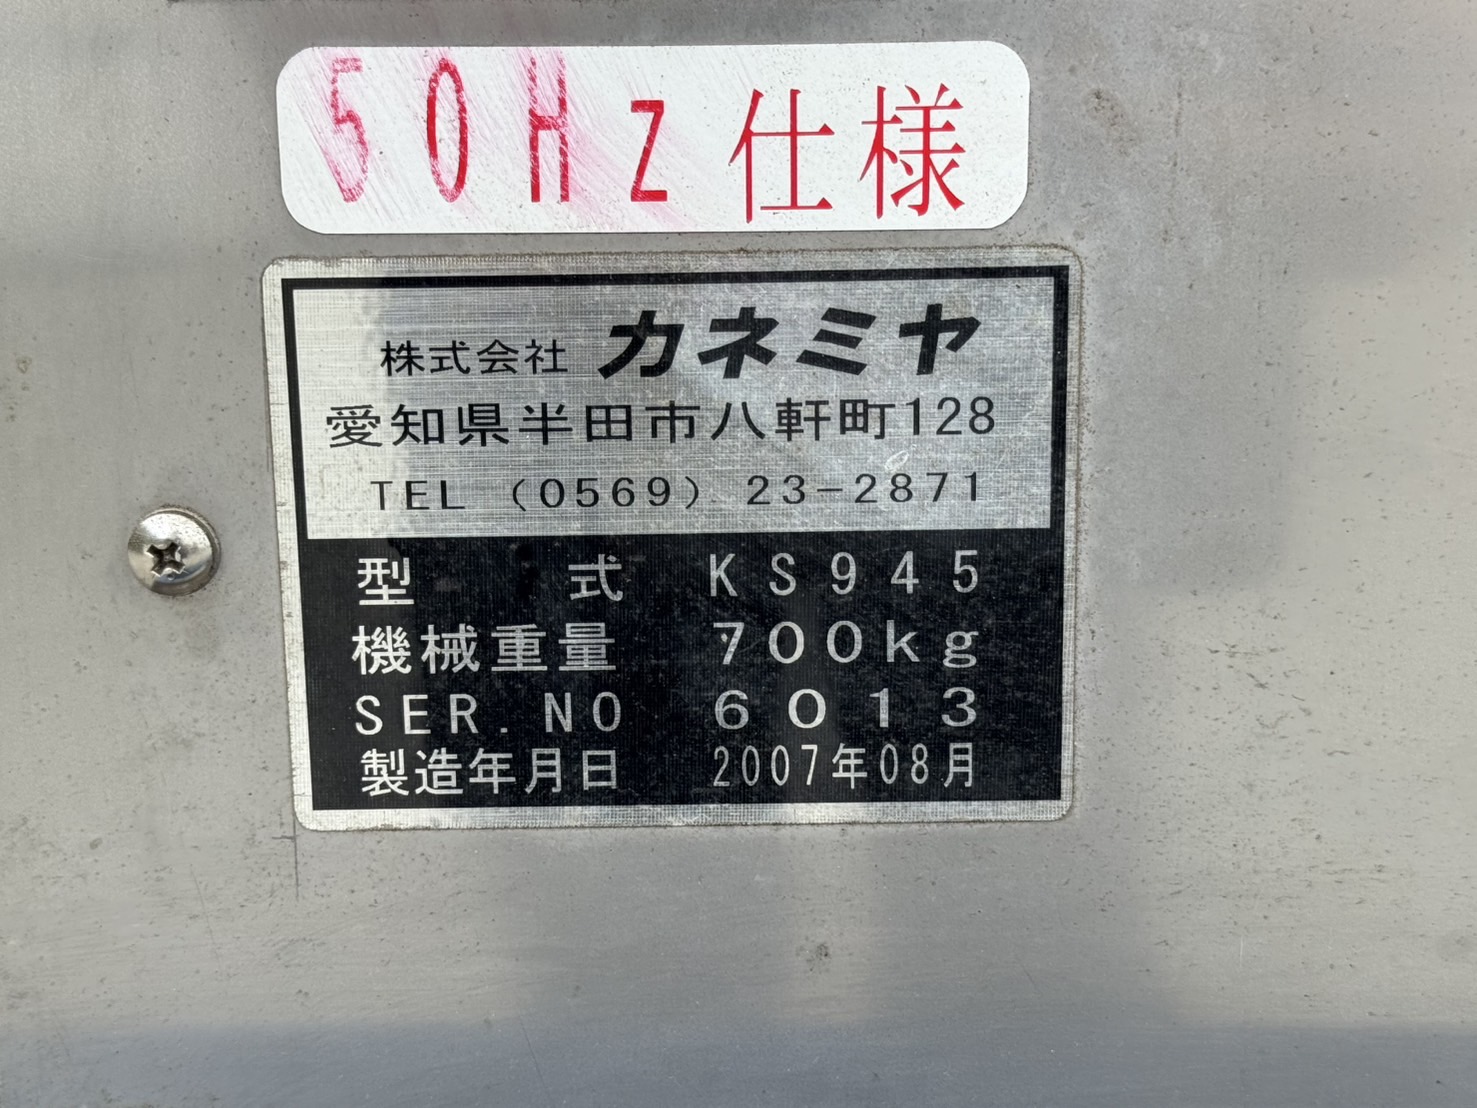 50Hz仕様
株式会社 カネミヤ
愛知県半田市八軒町128
TEL (0569) 23-2871
型 式 KS945
機械重量 700kg
SER.NO 6013
製造年月日 2007年08月